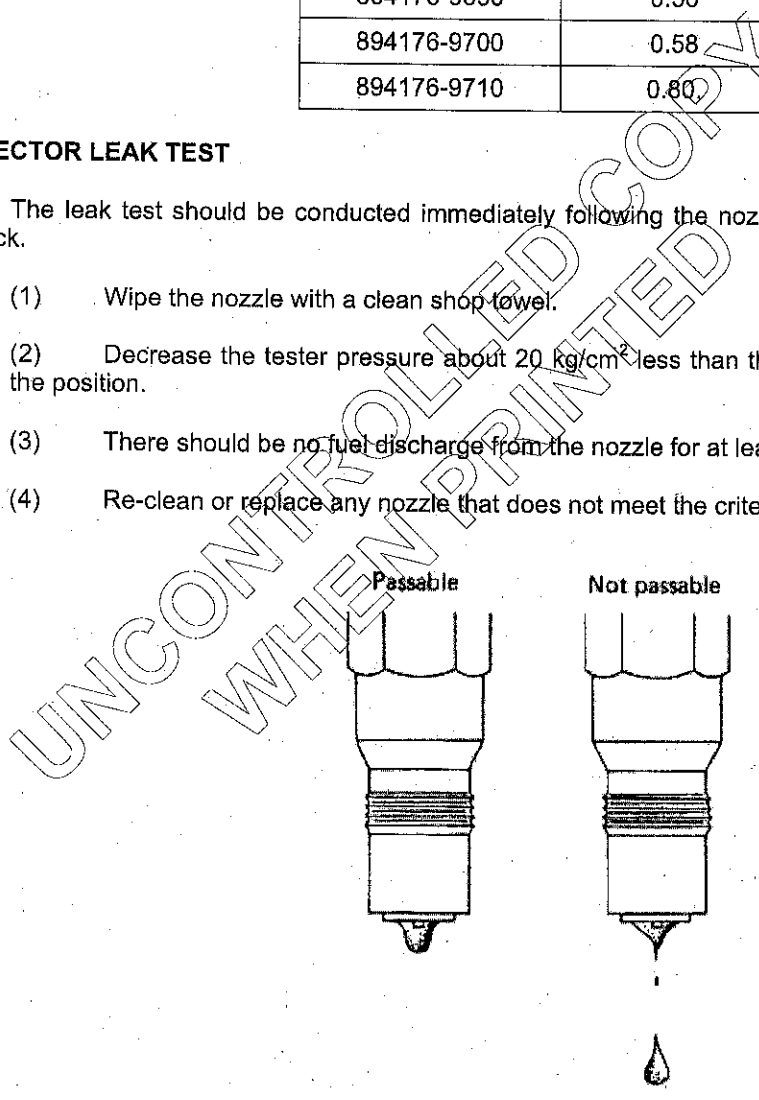 894176-9700 0.58
894176-9710 0.80
ECTOR LEAK TEST
The leak test should be conducted immediately following the noz
ck.
(1) Wipe the nozzle with a clean shop towel.
(2) Decrease the tester pressure about 20 kg/cm² less than th
the position.
(3) There should be no fuel discharge from the nozzle for at lea
(4) Re-clean or replace any nozzle that does not meet the crite
Passable Not passable
UNCONTROLLED COPY
WHEN PRINTED